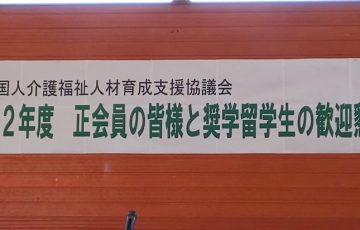 国人介護福祉人材育成支援協議会
2年度 正会員の皆様と奨学留学生の歓迎懇